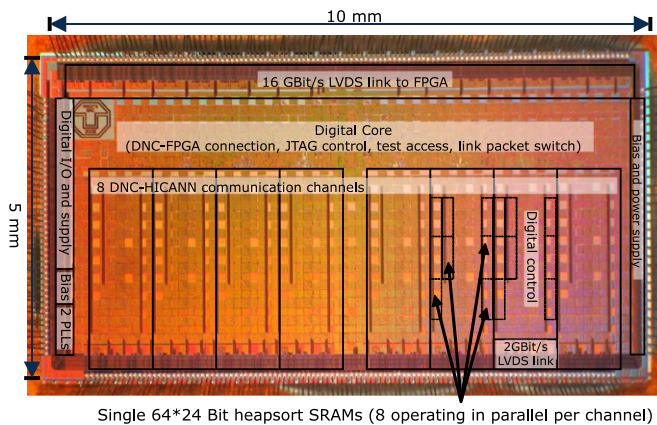 10 mm
16 GBit/s LVDS link to FPGA
Digital I/O and supply
Digital Core
(DNC-FPGA connection, JTAG control, test access, link packet switch)
Bias and power supply
8 DNC-HICANN communication channels
5 mm
Digital control
Bias
2 PLLs
2GBit/s
LVDS link
Single 64*24 Bit heapsort SRAMs (8 operating in parallel per channel)